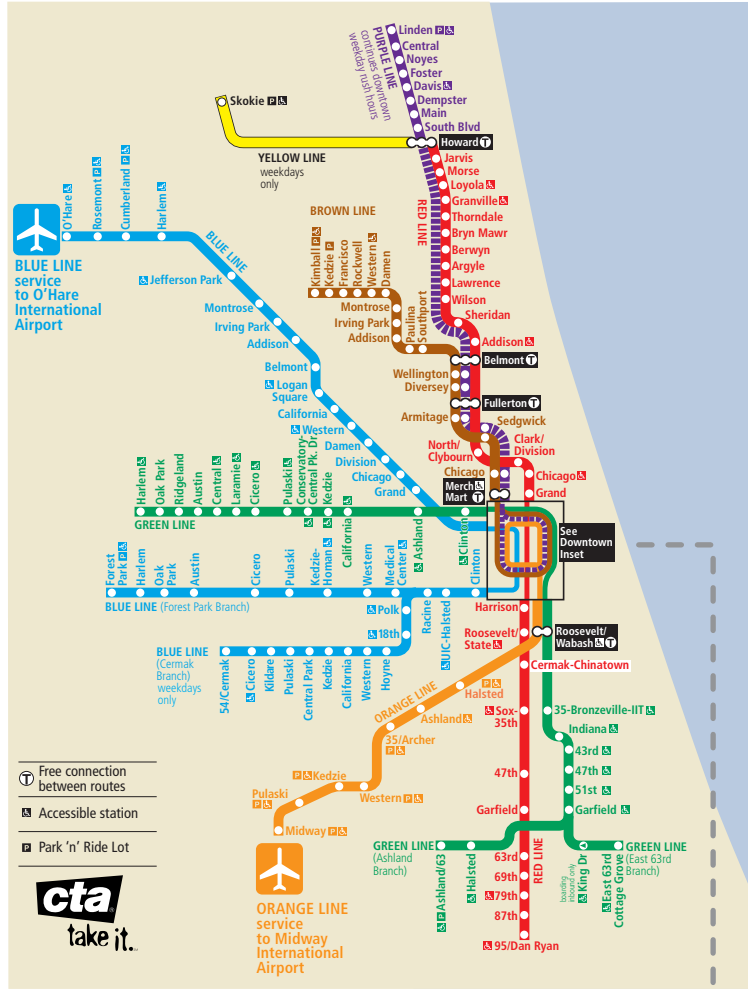 Linden P
Central
Noyes
Foster
Davis
Dempster
Main
South Blvd
PURPLE LINE
continues downtown
weekday rush hours
Skokie P
Howard T
YELLOW LINE
weekdays
only
Jarvis
Morse
Loyola
Granville
Thorndale
Bryn Mawr
Berwyn
Argyle
Lawrence
Wilson
Sheridan
Addison
RED LINE
Belmont T
Fullerton T
O'Hare
Rosemont P
Cumberland P
Harlem
BLUE LINE
service
to O'Hare
International
Airport
BLUE LINE
Jefferson Park
Montrose
Irving Park
Addison
Belmont
Logan
Square
California
Western
Damen
Division
Chicago
Grand
BROWN LINE
Kimball P
Kedzie P
Francisco
Rockwell
Western
Damen
Montrose
Irving Park
Addison
Paulina
Southport
Wellington
Diversey
Armitage
Sedgwick
North/
Clybourn
Clark/
Division
Chicago
Chicago
Merch
Mart T
Grand
Harlem
Oak Park
Ridgeland
Austin
Central
Laramie
Cicero
Pulaski
Conservatory-
Central Pk. Dr.
Kedzie
California
Ashland
Clinton
GREEN LINE
See
Downtown
Inset
Forest
Park P
Harlem
Oak
Park
Austin
Cicero
Pulaski
Kedzie-
Homan
Western
Medical
Center
Clinton
BLUE LINE (Forest Park Branch)
Polk
18th
Racine
UIC-Halsted
BLUE LINE
(Cermak
Branch)
weekdays
only
54/Cermak
Cicero
Kildare
Pulaski
Central Park
Kedzie
California
Western
Hoyne
Harrison
Roosevelt/
State
Roosevelt/
Wabash T
Cermak-Chinatown
P
Halsted
ORANGE LINE
Ashland
35/Archer
P
P Kedzie
Western P
Pulaski
P
Midway P
Sox-
35th
35-Bronzeville-IIT
Indiana
43rd
47th
47th
51st
Garfield
Garfield
GREEN LINE
(Ashland
Branch)
P Ashland/63
Halsted
63rd
69th
79th
87th
95/Dan Ryan
RED LINE
boarding
inbound only
King Dr
East 63rd
Cottage Grove
GREEN LINE
(East 63rd
Branch)
T Free connection
between routes
Accessible station
P Park 'n' Ride Lot
cta
take it.
ORANGE LINE
service
to Midway
International
Airport